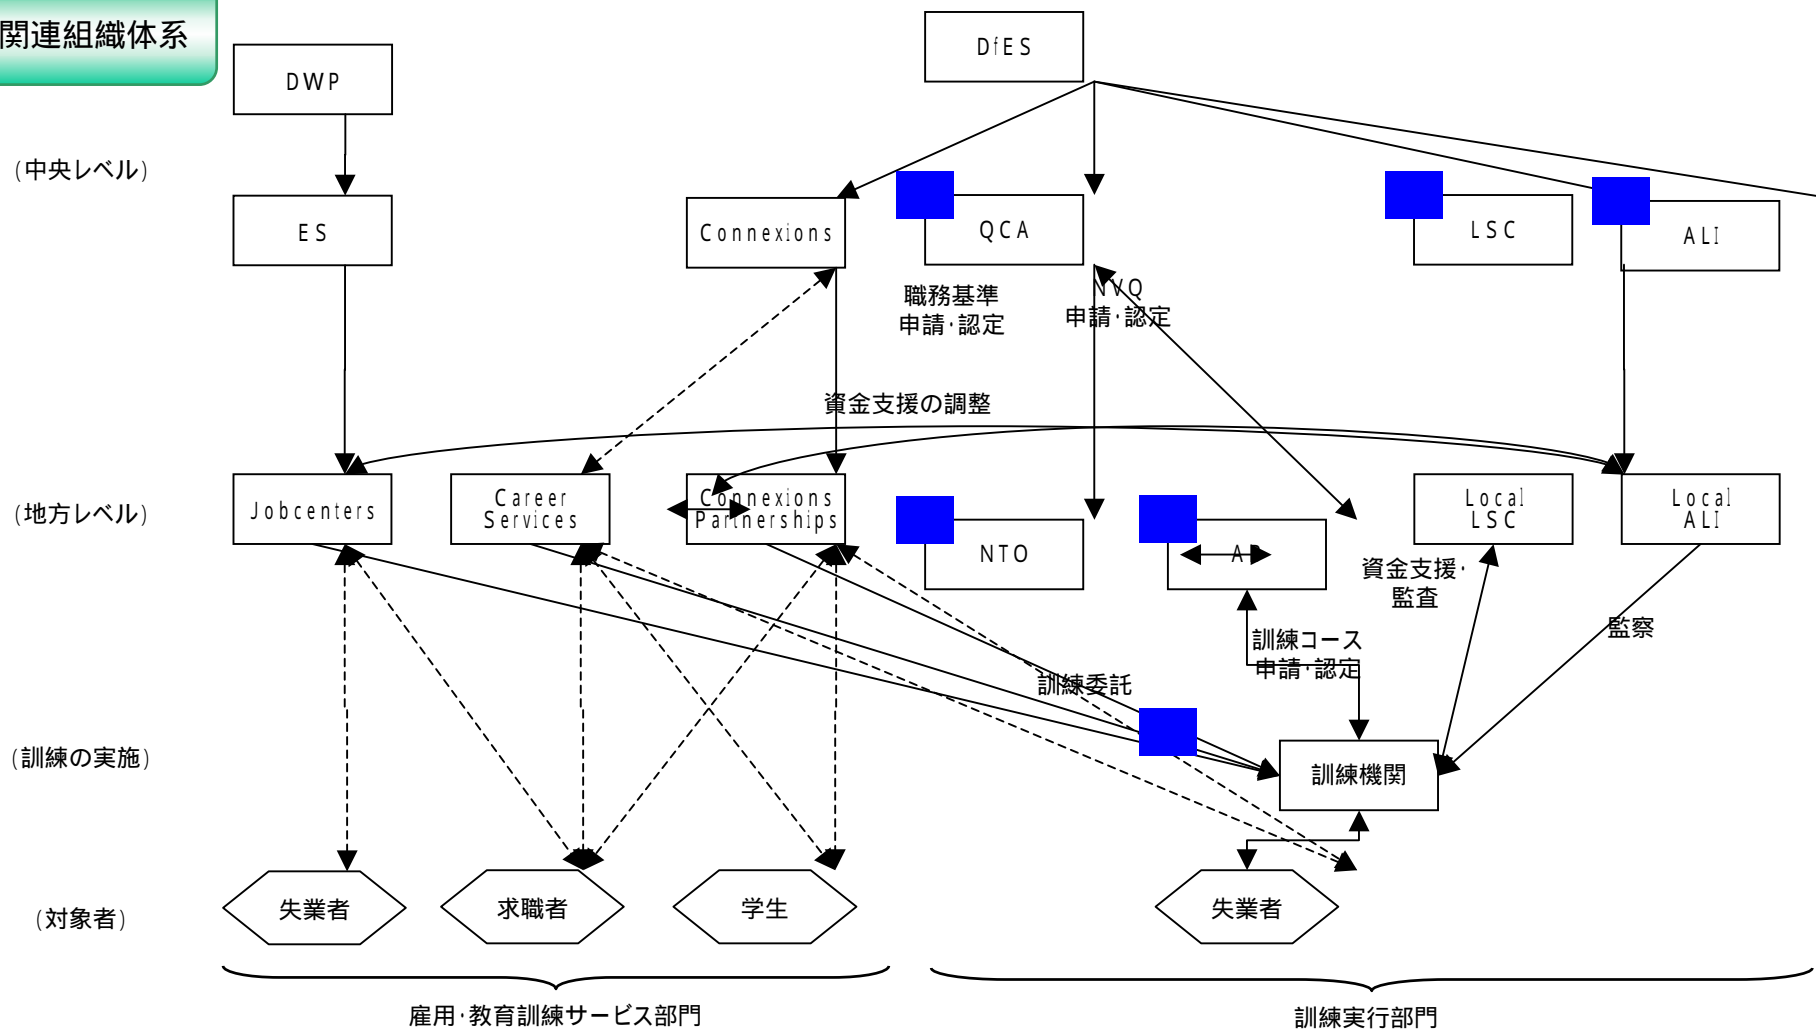 関連組織体系
DfES
DWP
(中央レベル)
ES
Connexions
QCA
LSC
ALI
職務基準
申請・認定
NVQ
申請・認定
資金支援の調整
(地方レベル)
Jobcenters
Career
Services
Connexions
Partnerships
NTO
Local
LSC
Local
ALI
資金支援・
監査
監察
訓練コース
申請・認定
訓練委託
(訓練の実施)
訓練機関
(対象者)
失業者
求職者
学生
失業者
雇用・教育訓練サービス部門
訓練実行部門